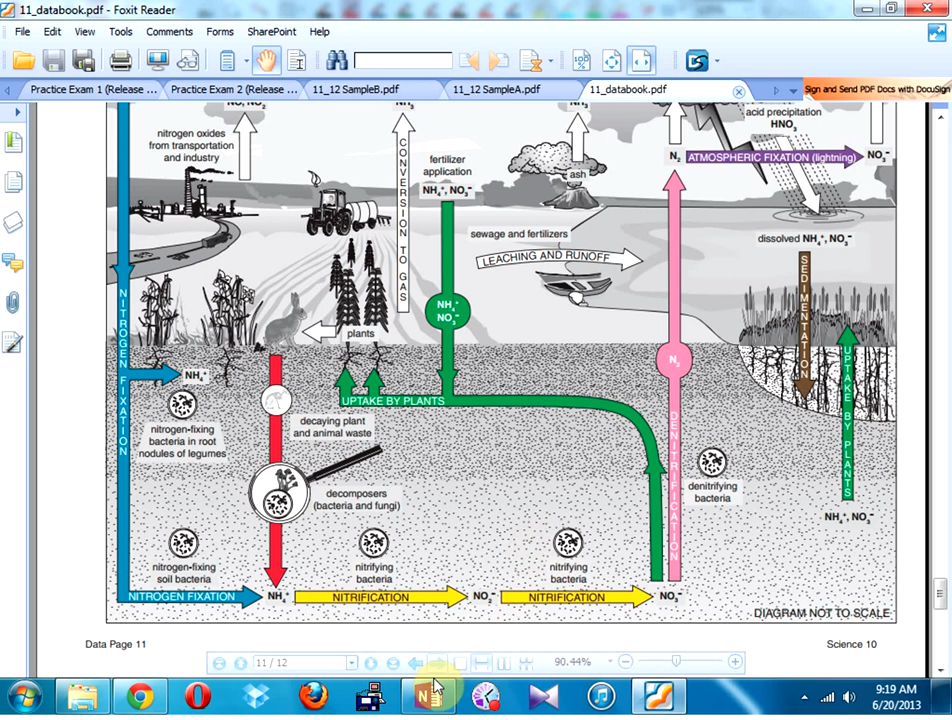 11_databook.pdf - Foxit Reader
File Edit View Tools Comments Forms SharePoint Help
Practice Exam 1 (Release ... Practice Exam 2 (Release ... 11_12 SampleB.pdf 11_12 SampleA.pdf 11_databook.pdf
Sign and Send PDF Docs with DocuSign
NO, NO₂
NH₃
NH₃
acid precipitation
HNO₃
nitrogen oxides
from transportation
and industry
CONVERSION TO GAS
fertilizer
application
NH₄⁺, NO₃⁻
ash
N₂
ATMOSPHERIC FIXATION (lightning)
NO₃⁻
sewage and fertilizers
LEACHING AND RUNOFF
dissolved NH₄⁺, NO₃⁻
SEDIMENTATION
NITROGEN FIXATION
NH₄⁺
NO₃⁻
plants
N₂
NH₄⁺
UPTAKE BY PLANTS
UPTAKE BY PLANTS
nitrogen-fixing
bacteria in root
nodules of legumes
decaying plant
and animal waste
DENITRIFICATION
denitrifying
bacteria
decomposers
(bacteria and fungi)
NH₄⁺, NO₃⁻
nitrogen-fixing
soil bacteria
nitrifying
bacteria
nitrifying
bacteria
NITROGEN FIXATION NH₄⁺ NITRIFICATION NO₂⁻ NITRIFICATION NO₃⁻
DIAGRAM NOT TO SCALE
Data Page 11 Science 10
11 / 12 90.44%
9:19 AM
6/20/2013